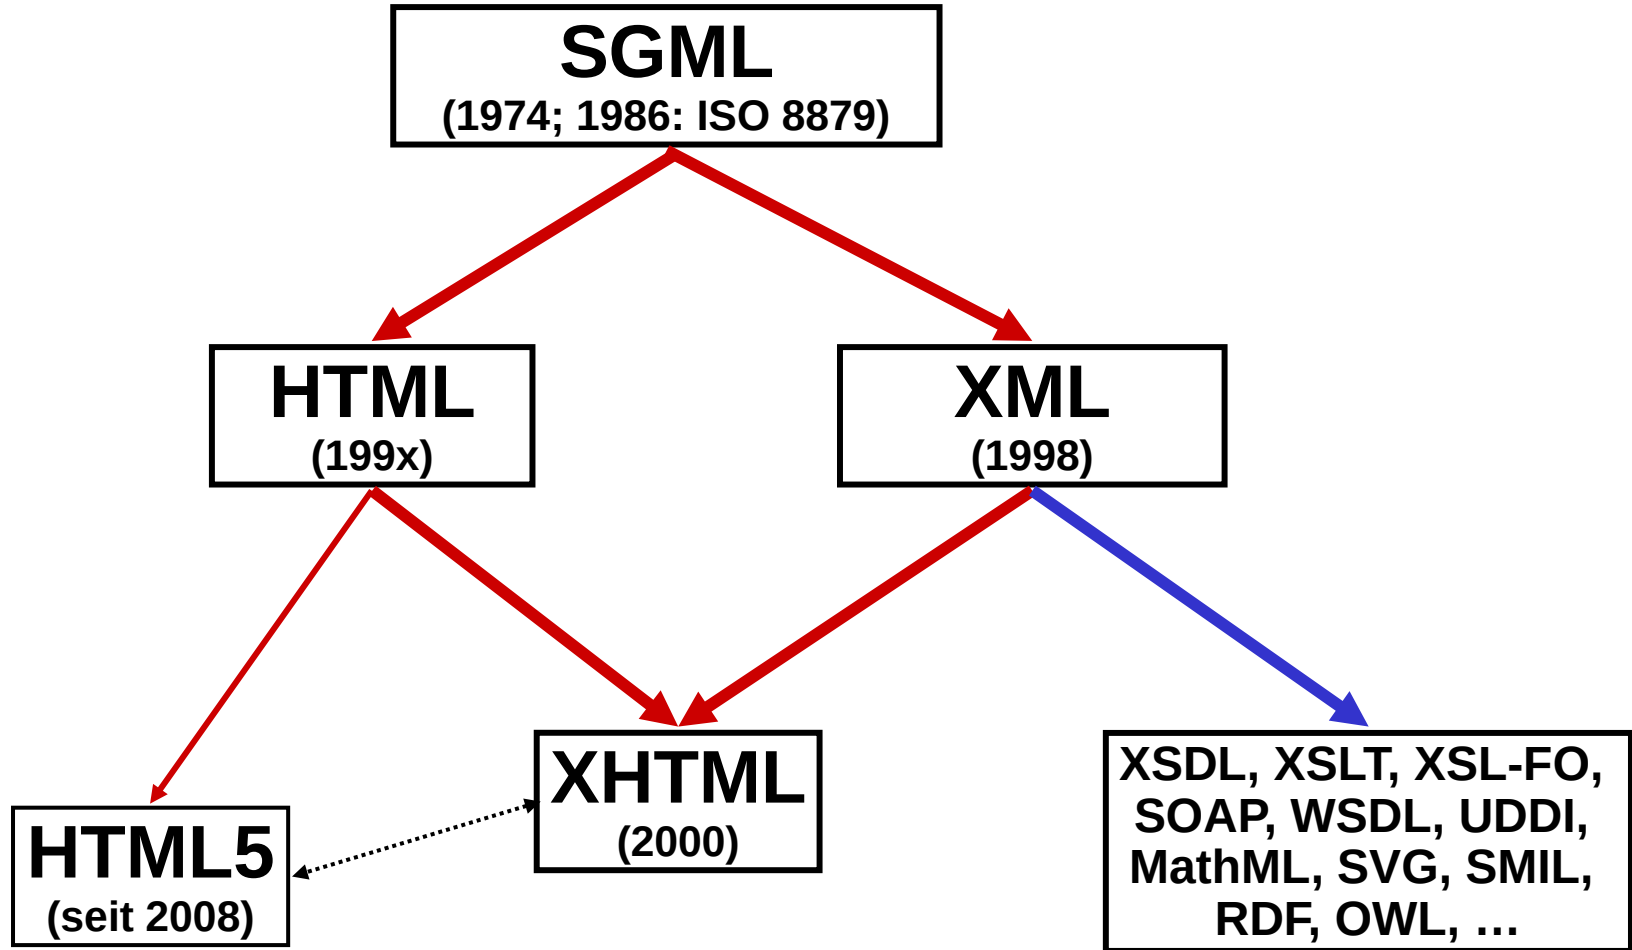 SGML
(1974; 1986: ISO 8879)
HTML
(199x)
XML
(1998)
XHTML
(2000)
HTML5
(seit 2008)
XSDL, XSLT, XSL-FO,
SOAP, WSDL, UDDI,
MathML, SVG, SMIL,
RDF, OWL, …